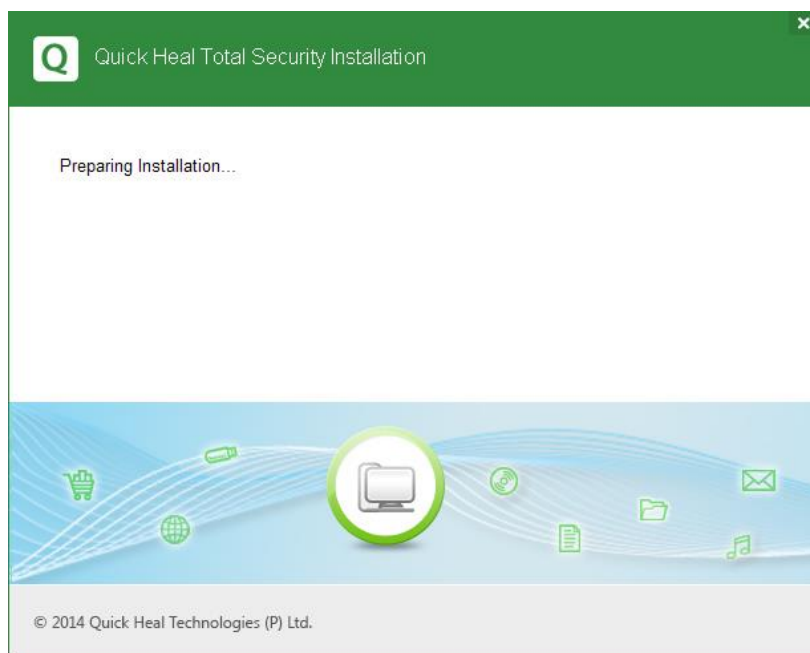 Q Quick Heal Total Security Installation
Preparing Installation...
© 2014 Quick Heal Technologies (P) Ltd.